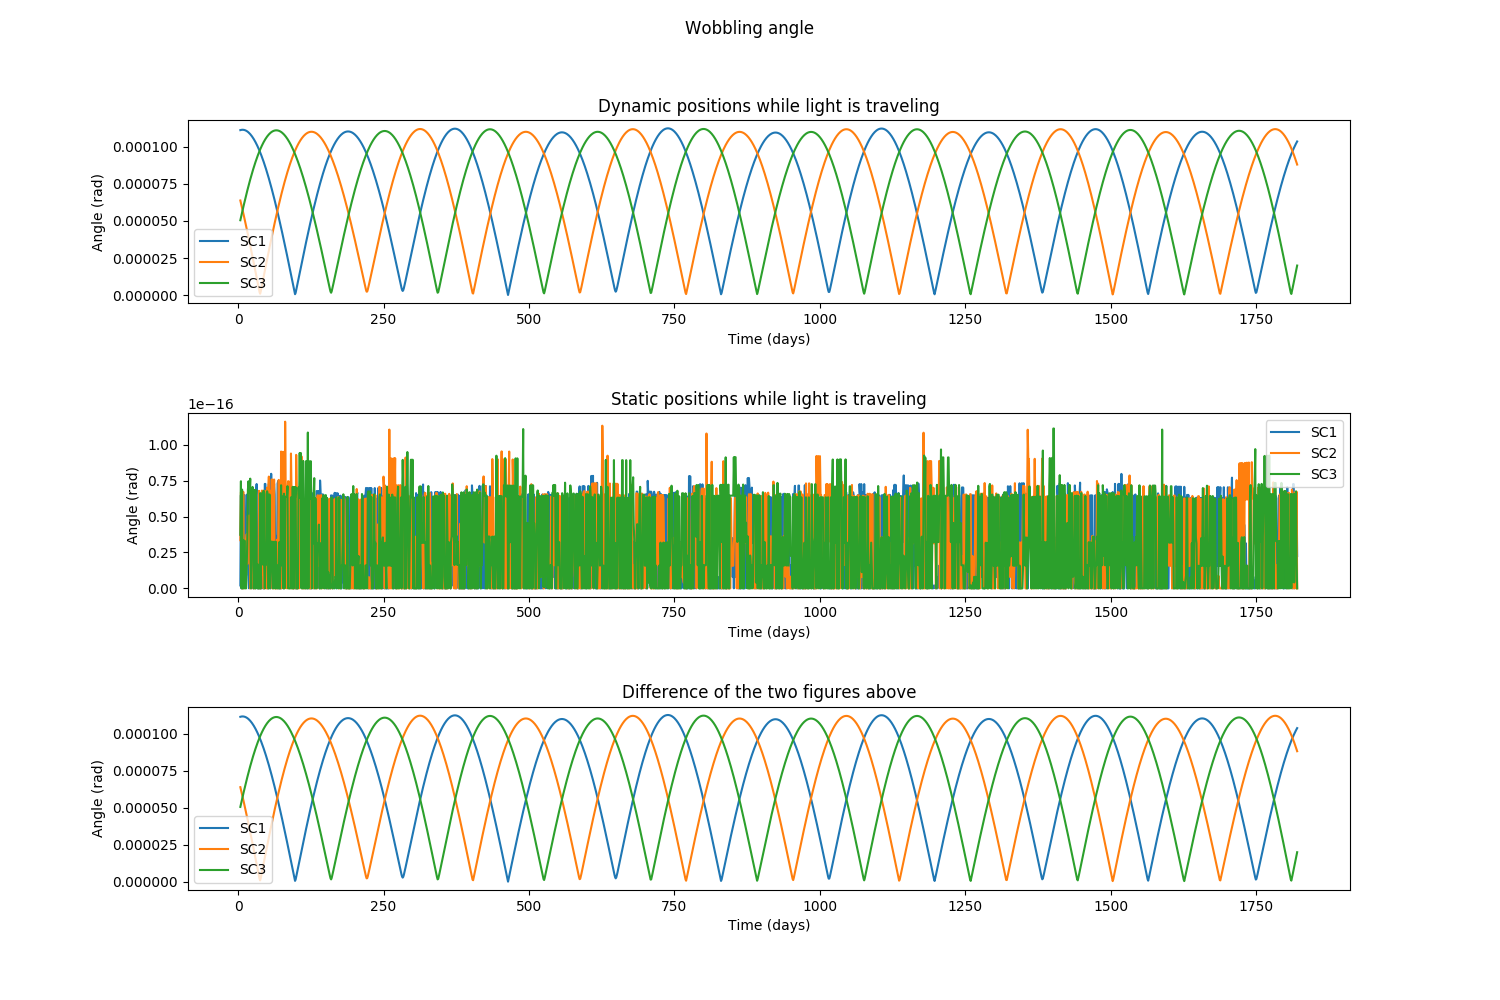 Wobbling angle
Dynamic positions while light is traveling
0.000100
0.000075
0.000050
0.000025
0.000000
Angle (rad)
SC1
SC2
SC3
0 250 500 750 1000 1250 1500 1750
Time (days)
Static positions while light is traveling
1e−16
1.00
0.75
0.50
0.25
0.00
Angle (rad)
SC1
SC2
SC3
0 250 500 750 1000 1250 1500 1750
Time (days)
Difference of the two figures above
0.000100
0.000075
0.000050
0.000025
0.000000
Angle (rad)
SC1
SC2
SC3
0 250 500 750 1000 1250 1500 1750
Time (days)